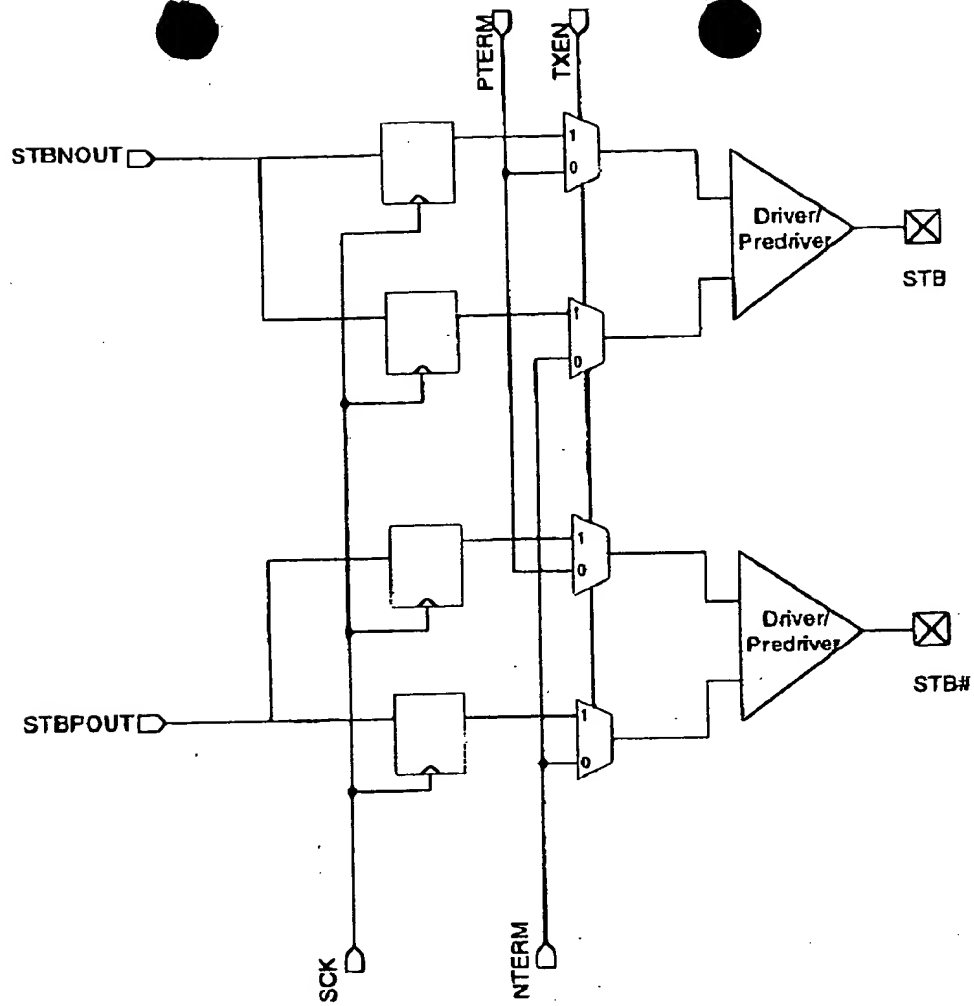 PTERM
TXEN
STBNOUT
1
0
Driver/
Predriver
STB
1
0
1
0
Driver/
Predriver
STB#
STBPOUT
1
0
SCK
NTERM